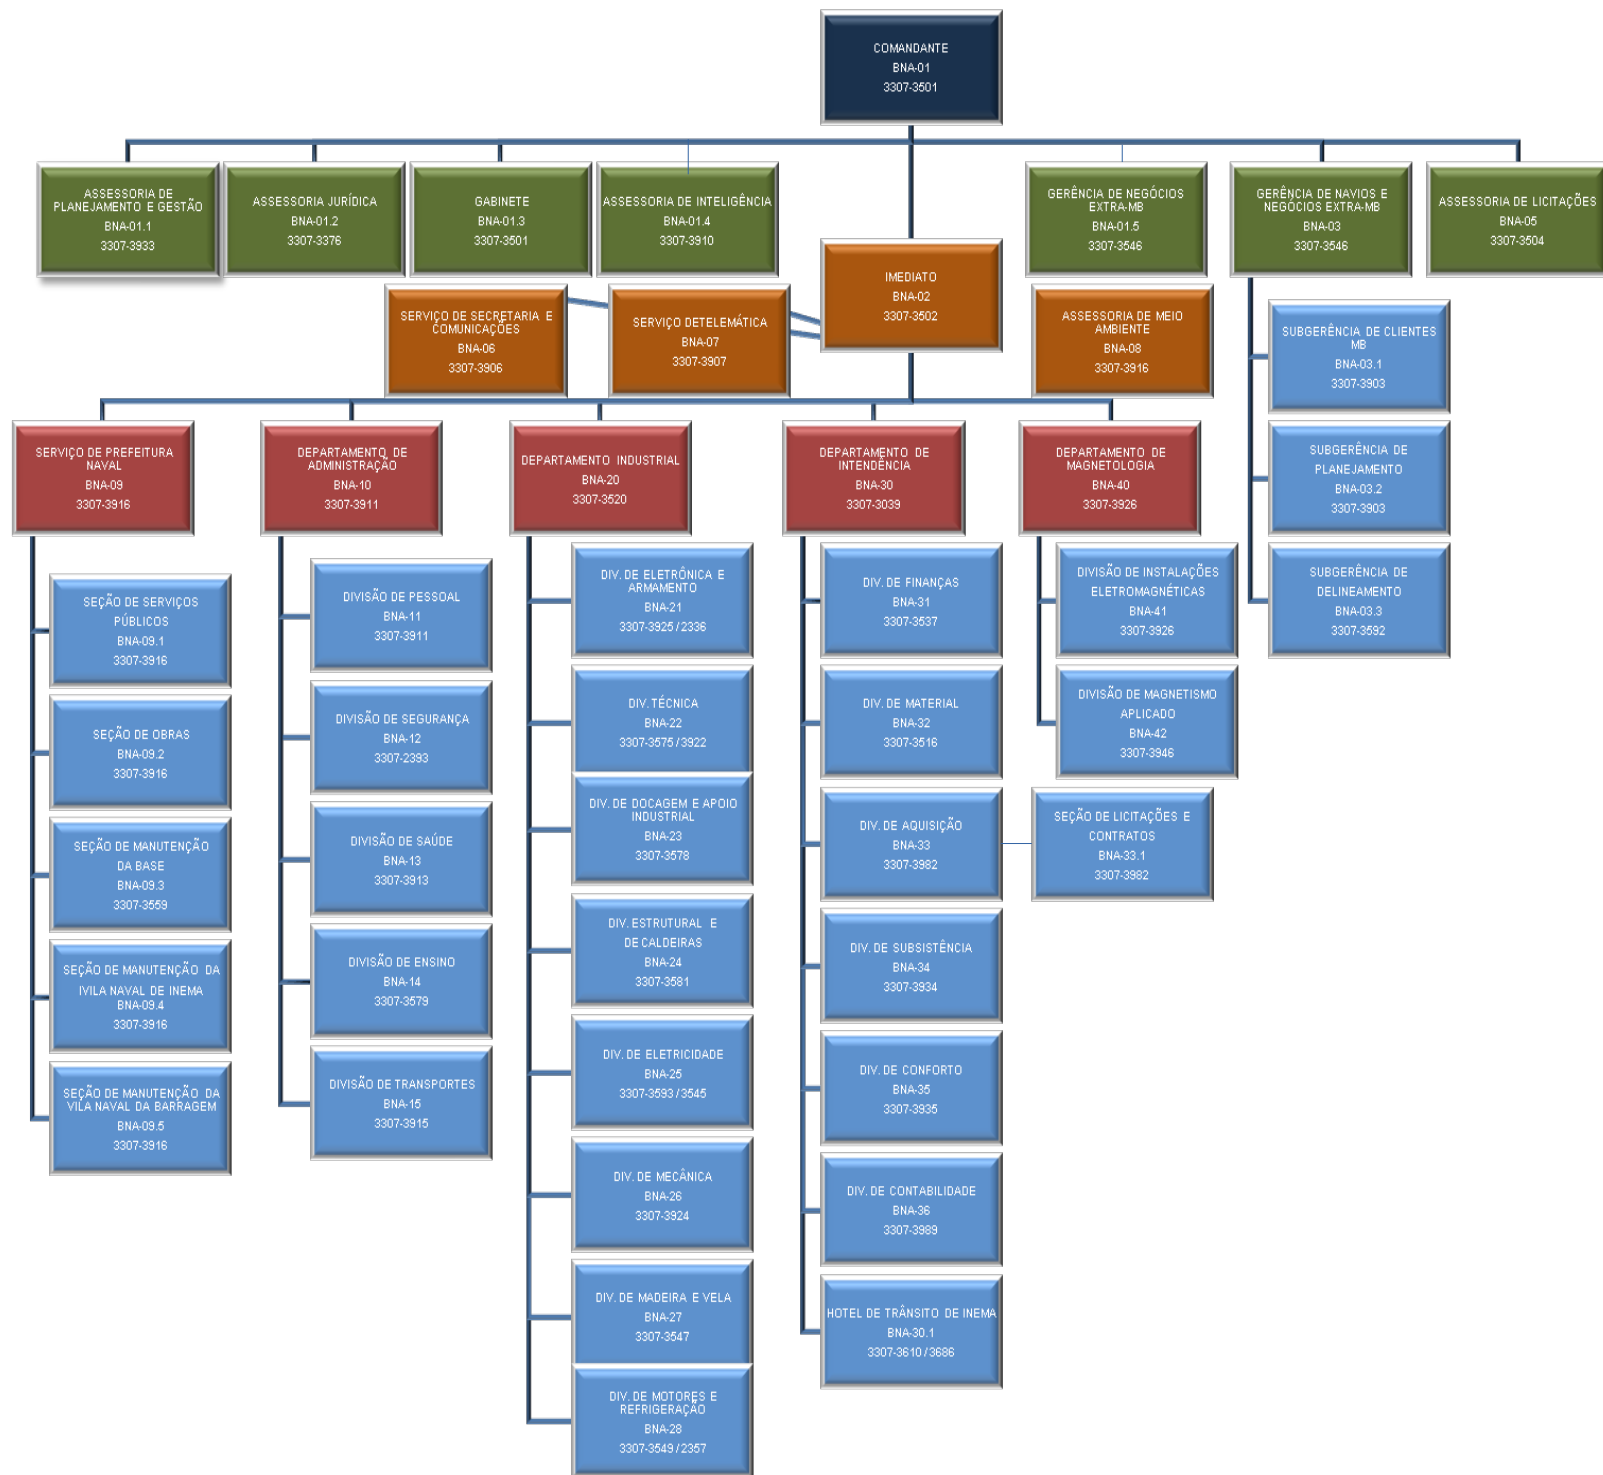 COMANDANTE
BNA-01
3307-3501
ASSESSORIA DE
PLANEJAMENTO E GESTÃO
BNA-01.1
3307-3933
ASSESSORIA JURÍDICA
BNA-01.2
3307-3376
GABINETE
BNA-01.3
3307-3501
ASSESSORIA DE INTELIGÊNCIA
BNA-01.4
3307-3910
GERÊNCIA DE NEGÓCIOS
EXTRA-MB
BNA-01.5
3307-3546
GERÊNCIA DE NAVIOS E
NEGÓCIOS EXTRA-MB
BNA-03
3307-3546
ASSESSORIA DE LICITAÇÕES
BNA-05
3307-3504
IMEDIATO
BNA-02
3307-3502
SERVIÇO DE SECRETARIA E
COMUNICAÇÕES
BNA-06
3307-3906
SERVIÇO DETELEMÁTICA
BNA-07
3307-3907
ASSESSORIA DE MEIO
AMBIENTE
BNA-08
3307-3916
SUBGERÊNCIA DE CLIENTES
MB
BNA-03.1
3307-3903
SUBGERÊNCIA DE
PLANEJAMENTO
BNA-03.2
3307-3903
SUBGERÊNCIA DE
DELINEAMENTO
BNA-03.3
3307-3592
SERVIÇO DE PREFEITURA
NAVAL
BNA-09
3307-3916
SEÇÃO DE SERVIÇOS
PÚBLICOS
BNA-09.1
3307-3916
SEÇÃO DE OBRAS
BNA-09.2
3307-3916
SEÇÃO DE MANUTENÇÃO
DA BASE
BNA-09.3
3307-3559
SEÇÃO DE MANUTENÇÃO DA
IVILA NAVAL DE INEMA
BNA-09.4
3307-3916
SEÇÃO DE MANUTENÇÃO DA
VILA NAVAL DA BARRAGEM
BNA-09.5
3307-3916
DEPARTAMENTO DE
ADMINISTRAÇÃO
BNA-10
3307-3911
DIVISÃO DE PESSOAL
BNA-11
3307-3911
DIVISÃO DE SEGURANÇA
BNA-12
3307-2393
DIVISÃO DE SAÚDE
BNA-13
3307-3913
DIVISÃO DE ENSINO
BNA-14
3307-3579
DIVISÃO DE TRANSPORTES
BNA-15
3307-3915
DEPARTAMENTO INDUSTRIAL
BNA-20
3307-3520
DIV. DE ELETRÔNICA E
ARMAMENTO
BNA-21
3307-3925 / 2336
DIV. TÉCNICA
BNA-22
3307-3575 / 3922
DIV. DE DOCAGEM E APOIO
INDUSTRIAL
BNA-23
3307-3578
DIV. ESTRUTURAL E
DE CALDEIRAS
BNA-24
3307-3581
DIV. DE ELETRICIDADE
BNA-25
3307-3593 / 3545
DIV. DE MECÂNICA
BNA-26
3307-3924
DIV. DE MADEIRA E VELA
BNA-27
3307-3547
DIV. DE MOTORES E
REFRIGERAÇÃO
BNA-28
3307-3549 / 2357
DEPARTAMENTO DE
INTENDÊNCIA
BNA-30
3307-3039
DIV. DE FINANÇAS
BNA-31
3307-3537
DIV. DE MATERIAL
BNA-32
3307-3516
DIV. DE AQUISIÇÃO
BNA-33
3307-3982
SEÇÃO DE LICITAÇÕES E
CONTRATOS
BNA-33.1
3307-3982
DIV. DE SUBSISTÊNCIA
BNA-34
3307-3934
DIV. DE CONFORTO
BNA-35
3307-3935
DIV. DE CONTABILIDADE
BNA-36
3307-3989
HOTEL DE TRÂNSITO DE INEMA
BNA-30.1
3307-3610 / 3686
DEPARTAMENTO DE
MAGNETOLOGIA
BNA-40
3307-3926
DIVISÃO DE INSTALAÇÕES
ELETROMAGNÉTICAS
BNA-41
3307-3926
DIVISÃO DE MAGNETISMO
APLICADO
BNA-42
3307-3946